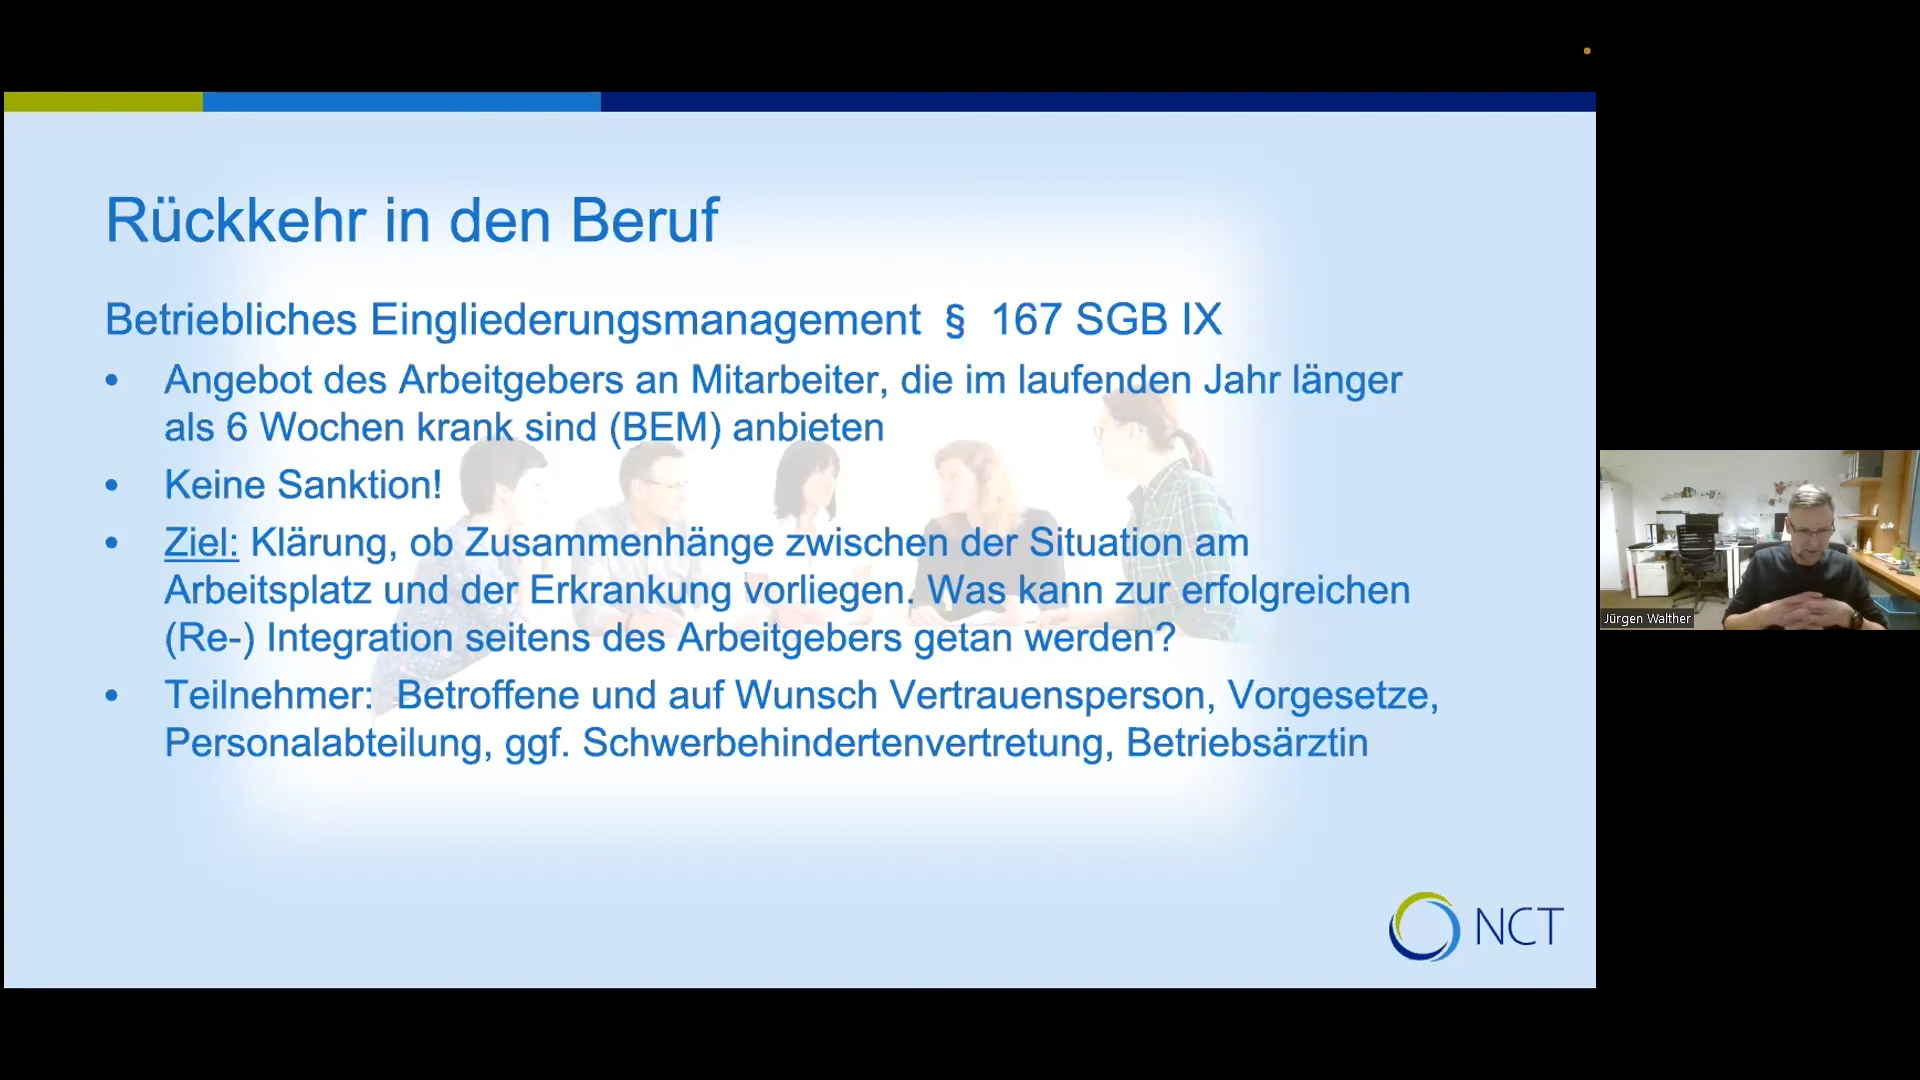 Rückkehr in den Beruf
Betriebliches Eingliederungsmanagement § 167 SGB IX
• Angebot des Arbeitgebers an Mitarbeiter, die im laufenden Jahr länger
als 6 Wochen krank sind (BEM) anbieten
• Keine Sanktion!
• Ziel: Klärung, ob Zusammenhänge zwischen der Situation am
Arbeitsplatz und der Erkrankung vorliegen. Was kann zur erfolgreichen
(Re-) Integration seitens des Arbeitgebers getan werden?
• Teilnehmer: Betroffene und auf Wunsch Vertrauensperson, Vorgesetze,
Personalabteilung, ggf. Schwerbehindertenvertretung, Betriebsärztin
NCT
Jürgen Walther